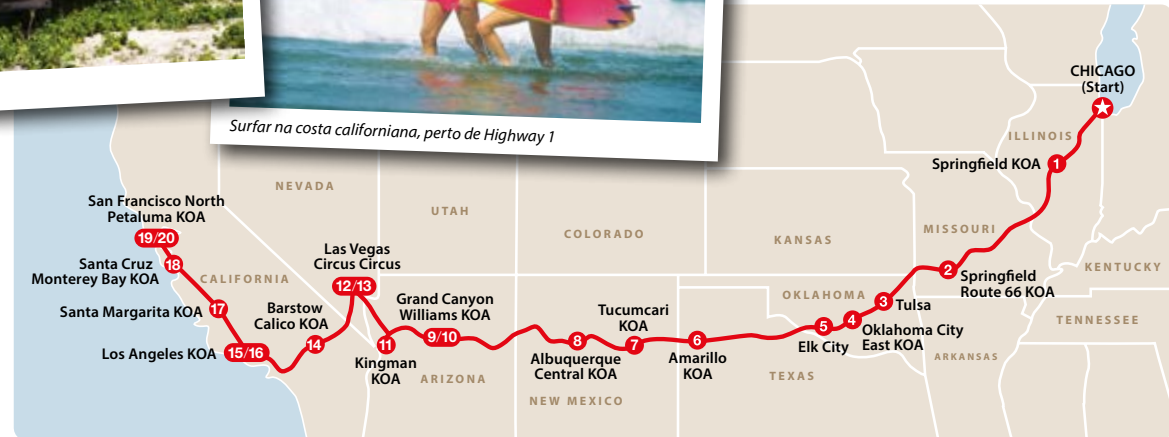 Surfar na costa californiana, perto de Highway 1
CHICAGO
(Start)
ILLINOIS
Springfield KOA
1
MISSOURI
2
Springfield
Route 66 KOA
KENTUCKY
TENNESSEE
ARKANSAS
OKLAHOMA
3
Tulsa
4
Oklahoma City
East KOA
5
Elk City
KANSAS
TEXAS
6
Amarillo
KOA
Tucumcari
KOA
7
8
Albuquerque
Central KOA
NEW MEXICO
COLORADO
UTAH
NEVADA
ARIZONA
Grand Canyon
Williams KOA
9/10
11
Kingman
KOA
Las Vegas
Circus Circus
12/13
Barstow
Calico KOA
14
Los Angeles KOA
15/16
Santa Margarita KOA
17
CALIFORNIA
Santa Cruz
Monterey Bay KOA
18
San Francisco North
Petaluma KOA
19/20